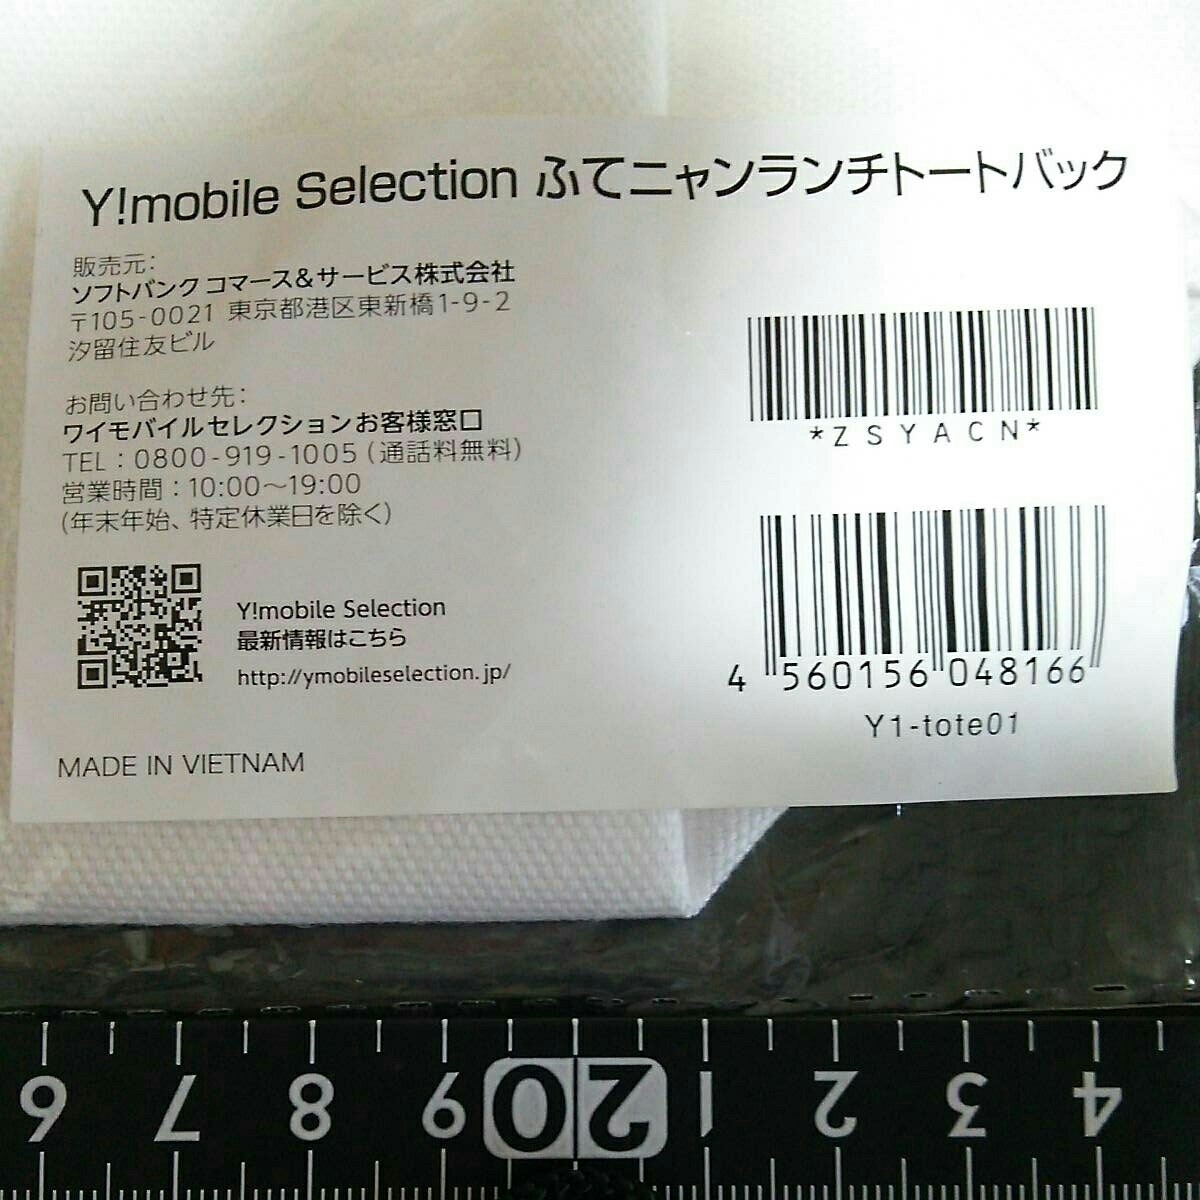 Y!mobile Selection ふてニャンランチトートバック
販売元:
ソフトバンク コマース&サービス株式会社
〒105-0021 東京都港区東新橋1-9-2
汐留住友ビル
お問い合わせ先:
ワイモバイルセレクションお客様窓口
TEL : 0800-919-1005 (通話料無料)
営業時間 : 10:00～19:00
(年末年始、特定休業日を除く)
Y!mobile Selection
最新情報はこちら
http://ymobileselection.jp/
MADE IN VIETNAM
*ZSYACN*
4 560156 048166
Y1-tote01
6 7 8 9 20 1 2 3 4